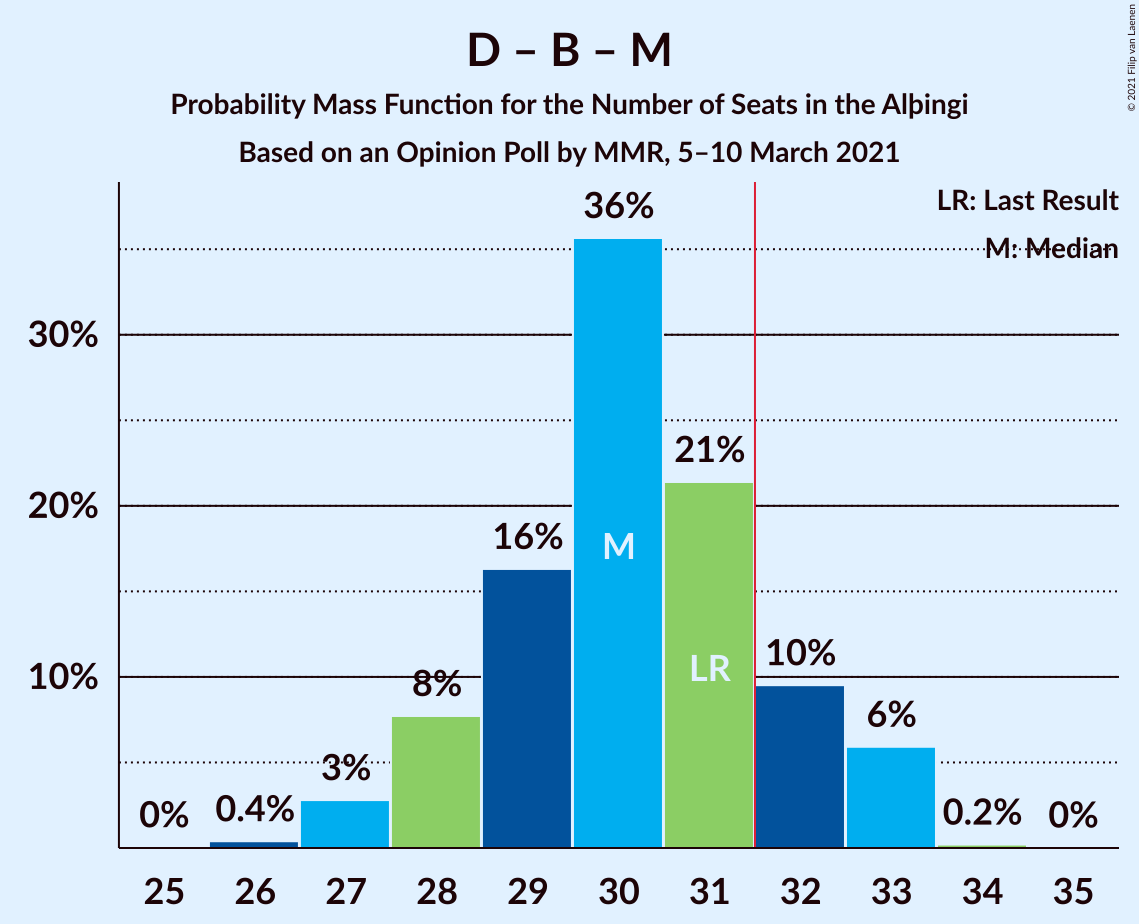 D – B – M
Probability Mass Function for the Number of Seats in the Alþingi
Based on an Opinion Poll by MMR, 5–10 March 2021
© 2021 Filip van Laenen
LR: Last Result
M: Median
36%
30%
21%
20%
16%
M
LR
10%
10%
8%
6%
3%
0%
0.4%
0.2%
0%
25 26 27 28 29 30 31 32 33 34 35